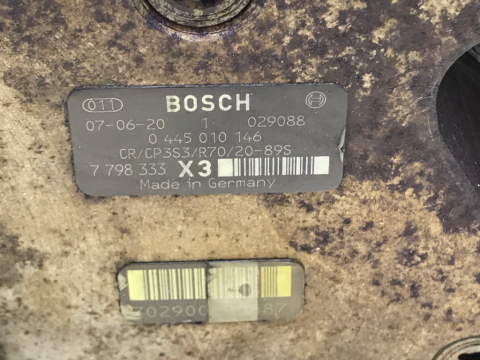 011 BOSCH
07-06-20 1 029088
0 445 010 146
CR/CP3S3/R70/20-89S
7 798 333 X3
Made in Germany